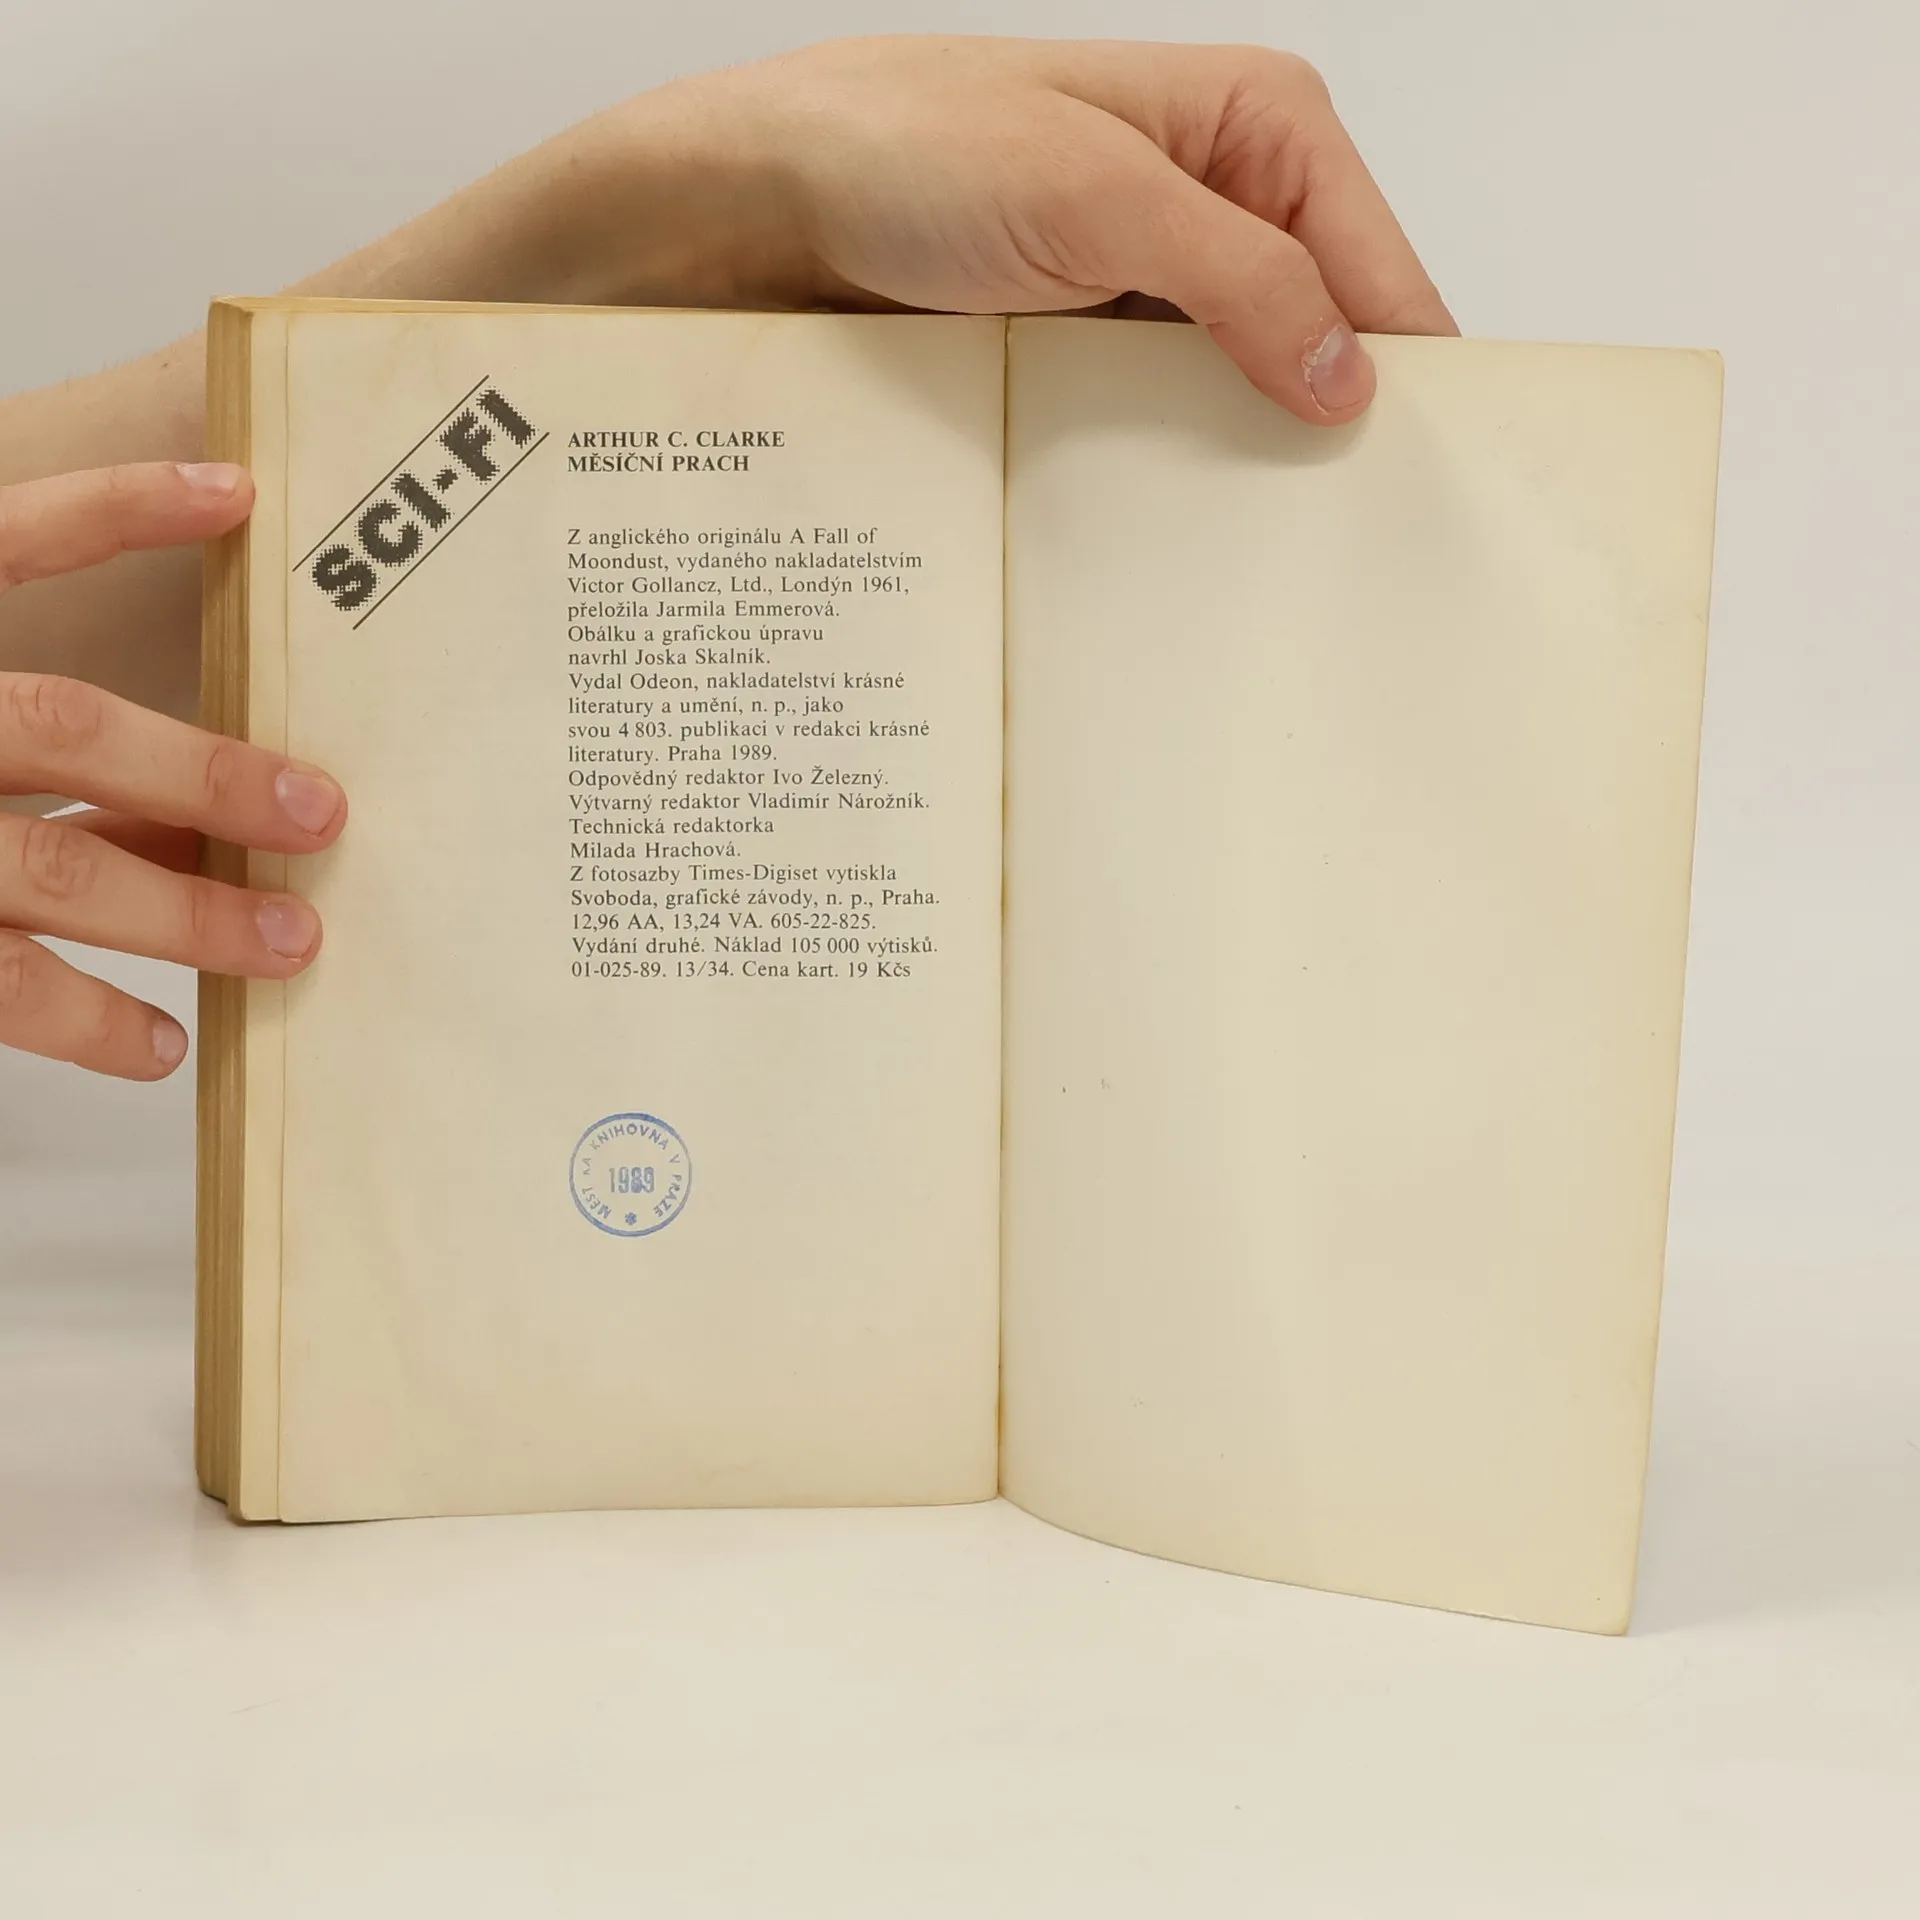 SCI-FI
ARTHUR C. CLARKE
MĚSÍČNÍ PRACH
Z anglického originálu A Fall of
Moondust, vydaného nakladatelstvím
Victor Gollancz, Ltd., Londýn 1961,
přeložila Jarmila Emmerová.
Obálku a grafickou úpravu
navrhl Joska Skalník.
Vydal Odeon, nakladatelství krásné
literatury a umění, n. p., jako
svou 4 803. publikaci v redakci krásné
literatury. Praha 1989.
Odpovědný redaktor Ivo Železný.
Výtvarný redaktor Vladimír Nárožník.
Technická redaktorka
Milada Hrachová.
Z fotosazby Times-Digiset vytiskla
Svoboda, grafické závody, n. p., Praha.
12,96 AA, 13,24 VA. 605-22-825.
Vydání druhé. Náklad 105 000 výtisků.
01-025-89. 13/34. Cena kart. 19 Kčs
MĚSTSKÁ KNIHOVNA V PRAZE
1989